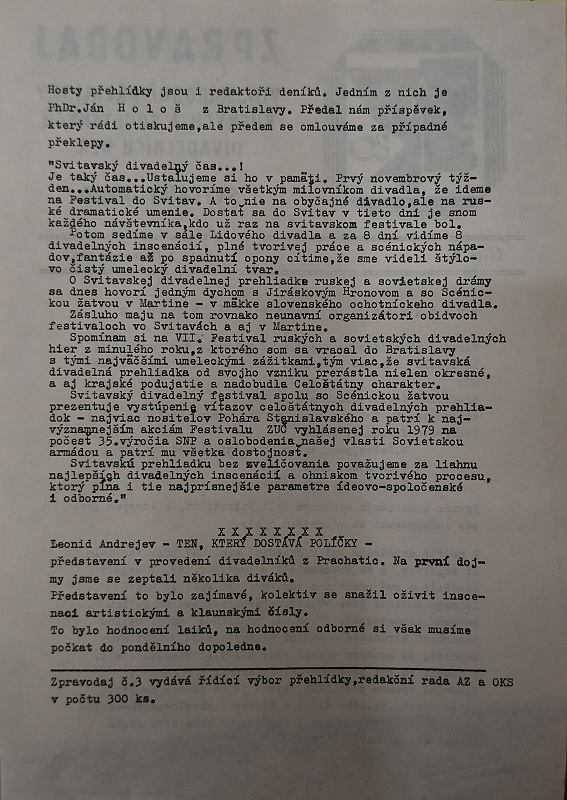 Hosty přehlídky jsou i redaktoři deníků. Jedním z nich je
PhDr.Ján H o l o š z Bratislavy. Předal nám příspěvek,
který rádi otiskujeme,ale předem se omlouváme za případné
překlepy.
"Svitavský divadelný čas...!
Je taký čas...Ustaľujeme si ho v pamäti. Prvý novembrový týž-
den...Automatický hovoríme všetkým milovníkom divadla, že ideme
na Festival do Svitav. A to nie na obyčajné divadlo,ale na rus-
ké dramatické umenie. Dostat sa do Svitav v tieto dni je snom
každého návštevníka,kdo už raz na svitavskom festivale bol.
Potom sedíme v sále Lidového divadla a za 8 dní vidíme 8
divadelných inscenácií, plné tvorivej práce a scénických nápa-
dov,fantázie až po spadnutí opony cítime,že sme videli štýlo-
vo čistý umelecký divadelní tvar.
O Svitavskej divadelnej prehliadke ruskej a sovietskej drámy
sa dnes hovorí jedným dychom s Jiráskovým Hronovom a so Scénic-
kou žatvou v Martine - v mäkke slovenského ochotníckeho divadla.
Zásluho maju na tom rovnako neunavní organizátori obidvoch
festivaloch vo Svitavách a aj v Martine.
Spomínam si na VII. Festival ruských a sovietských divadelných
hier z minulého roku,z ktorého som sa vracal do Bratislavy
s tými najväčšími umeleckými zážitkami,tým viac,že svitavská
divadelná prehliadka od svojho vzniku prerástla nielen okresné,
a aj krajské podujatie a nadobudla Celoštátny charakter.
Svitavský divadelný festival spolu so Scénickou žatvou
prezentuje vystúpenie víťazov celoštátnych divadelných prehlia-
dok - najviac nositelov Pohára Stanislavského a patrí k naj-
významnejším akciám Festivalu ZUČ vyhlásenej roku 1979 na
počest 35.výročia SNP a oslobodenia našej vlasti Sovietskou
armádou a patrí mu všetka dostojnost.
Svitavskú prehliadku bez zveličovania považujeme za liahnu
najlepších divadelných inscenácií a ohniskom tvorivého procesu,
ktorý plna i tie najprísnejšie parametre ideovo-spoločenské
i odborné."
X X X X X X X X
Leonid Andrejev - TEN, KTERÝ DOSTÁVÁ POLÍČKY -
představení v provedení divadelníků z Prachatic. Na první doj-
my jsme se zeptali několika diváků.
Představení to bylo zajímavé, kolektiv se snažil oživit insce-
naci artistickými a klaunskými čísly.
To bylo hodnocení laiků, na hodnocení odborné si však musíme
počkat do pondělního dopoledne.
Zpravodaj č.3 vydává řídící výbor přehlídky,redakční rada AZ a OKS
v počtu 300 ks.